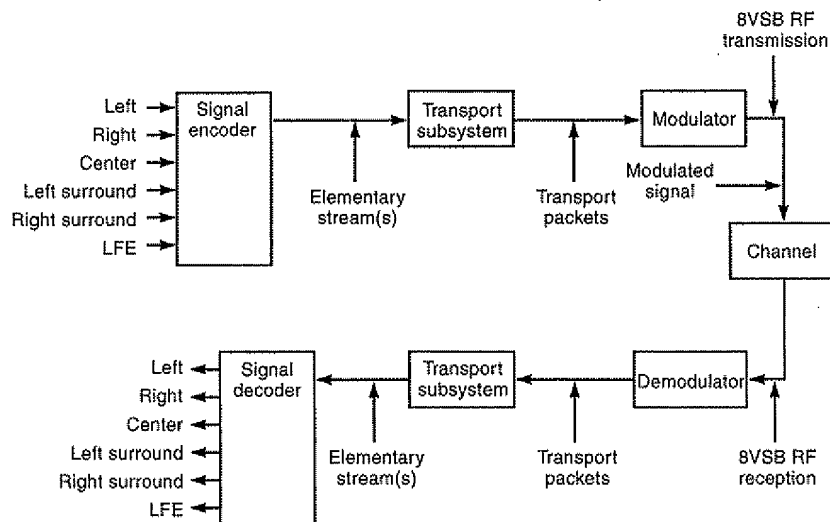 8VSB RF
transmission
Left
Right
Center
Left surround
Right surround
LFE
Signal
encoder
Transport
subsystem
Modulator
Elementary
stream(s)
Transport
packets
Modulated
signal
Channel
Left
Right
Center
Left surround
Right surround
LFE
Signal
decoder
Transport
subsystem
Demodulator
Elementary
stream(s)
Transport
packets
8VSB RF
reception